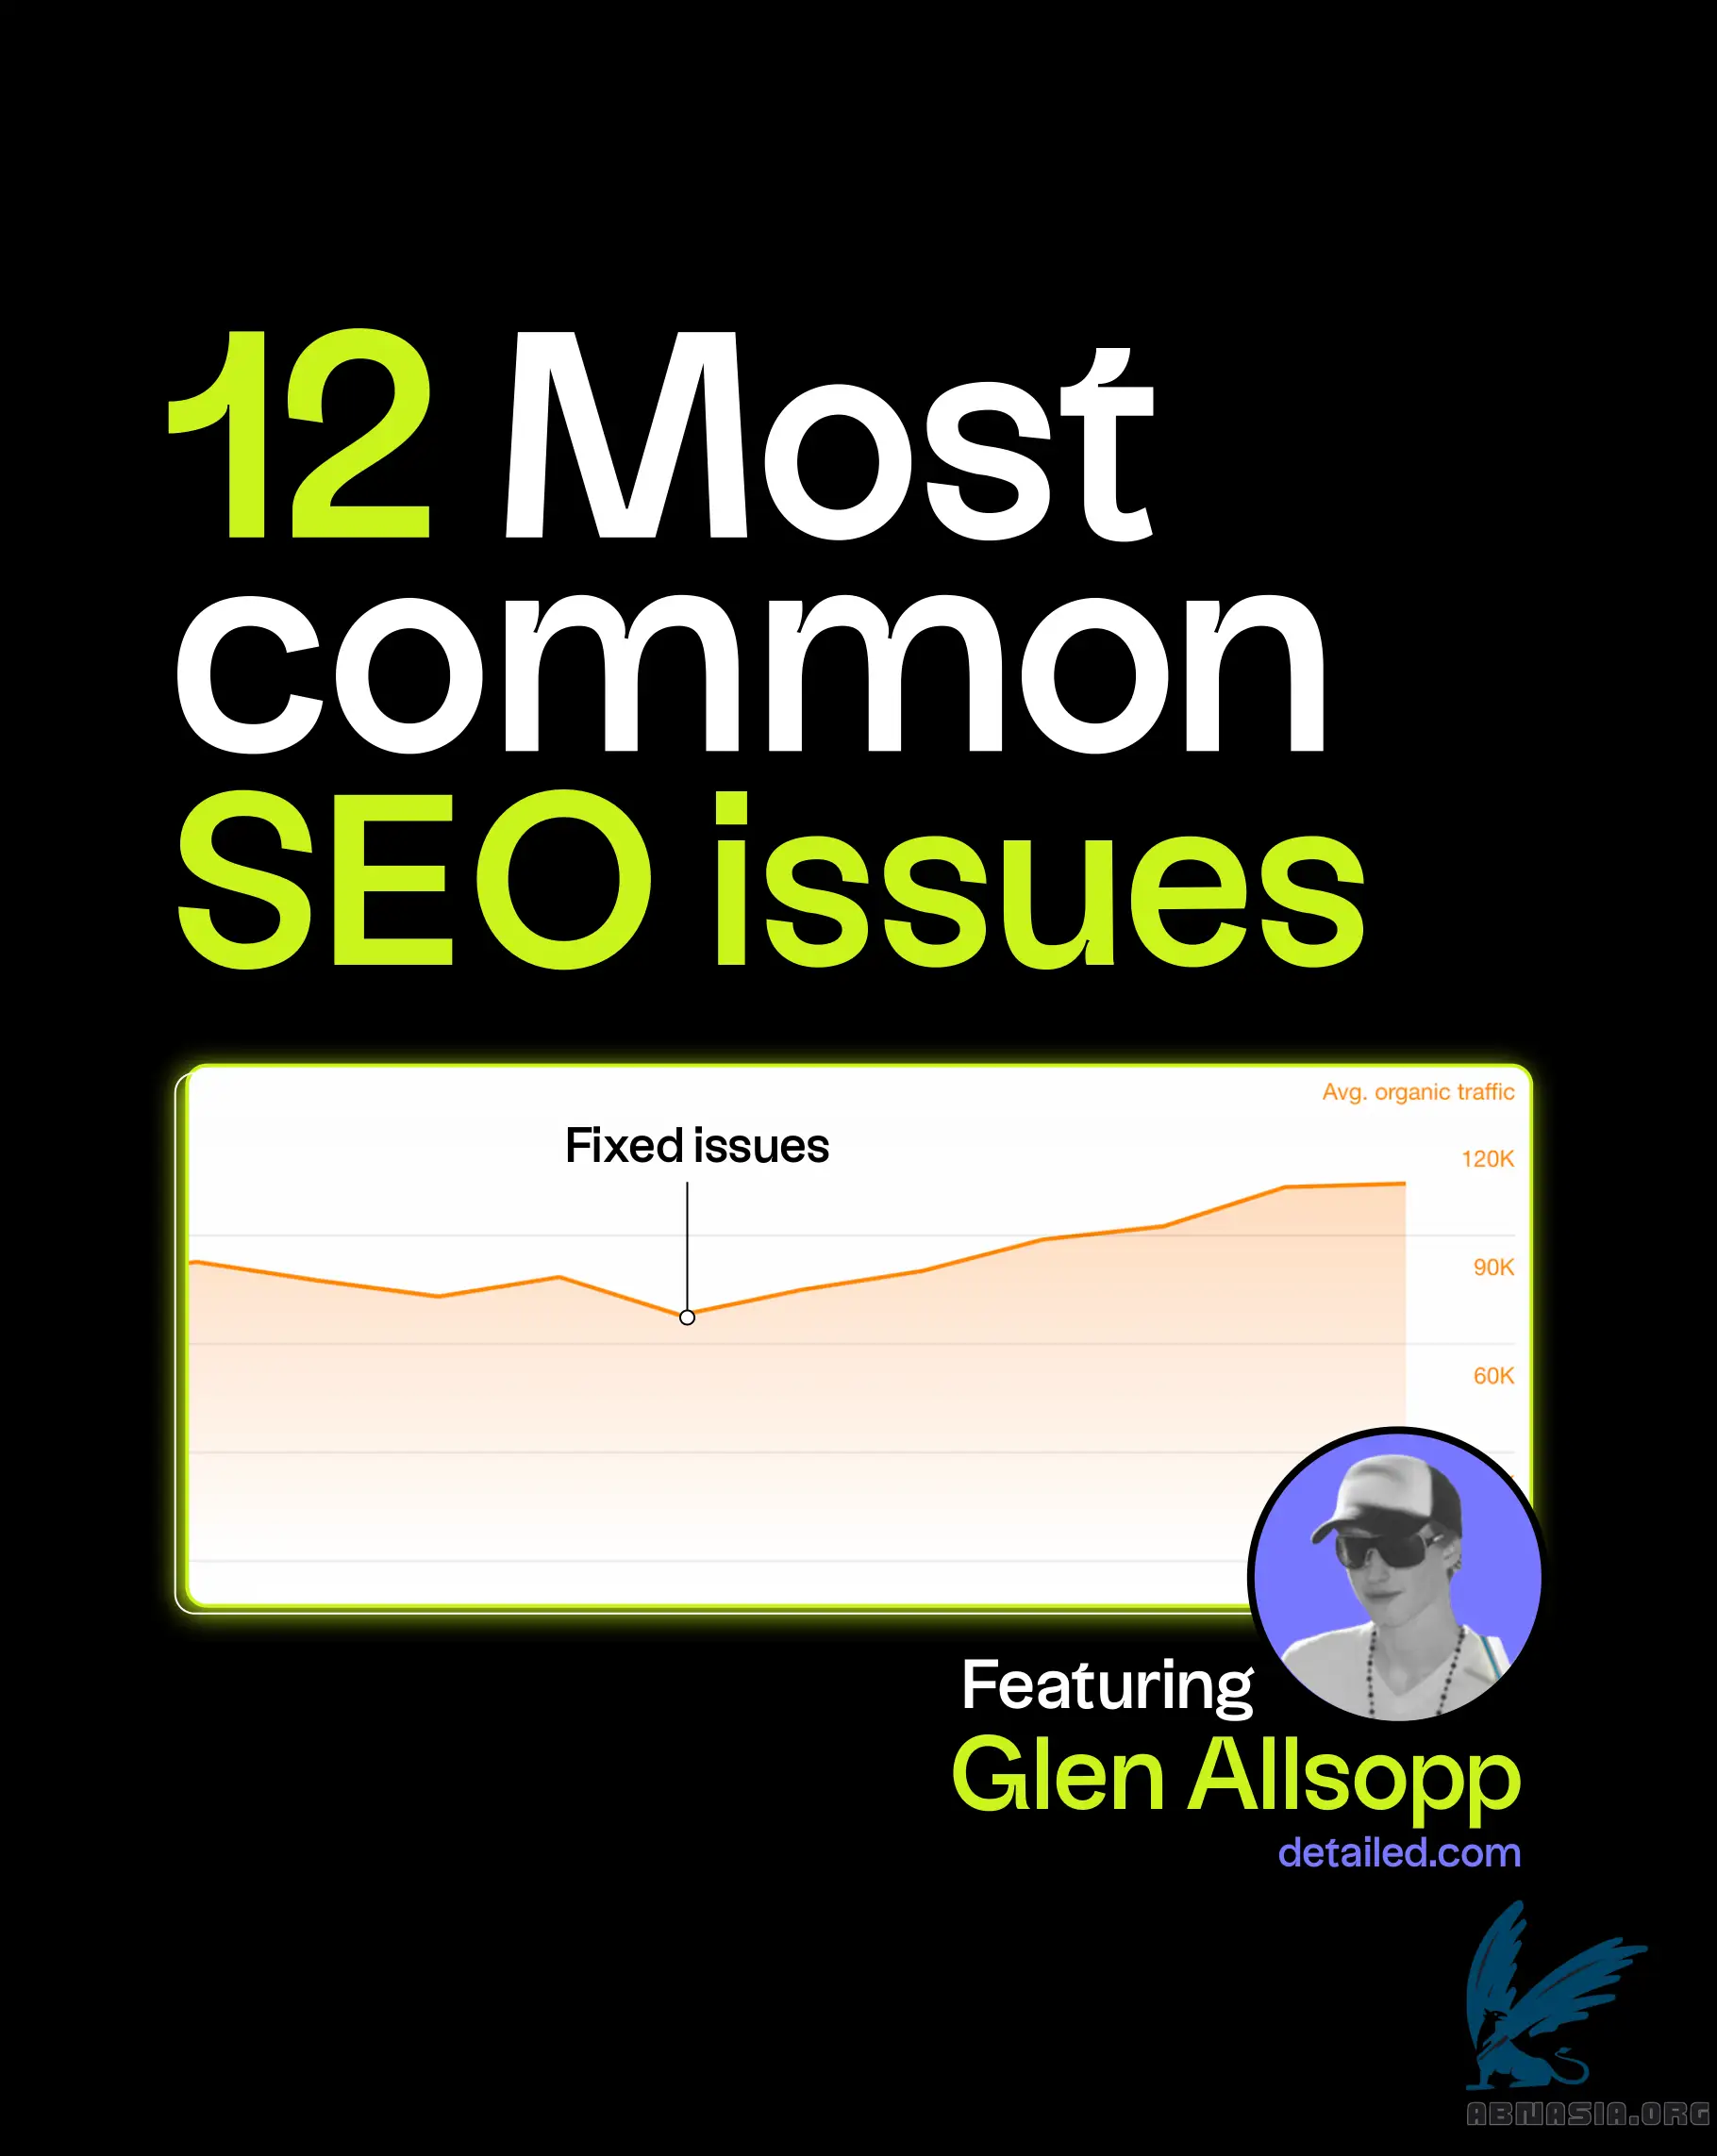 12 Most
common
SEO issues
Avg. organic traffic
Fixed issues
120K
90K
60K
Featuring
Glen Allsopp
detailed.com
ABMASIA.ORG